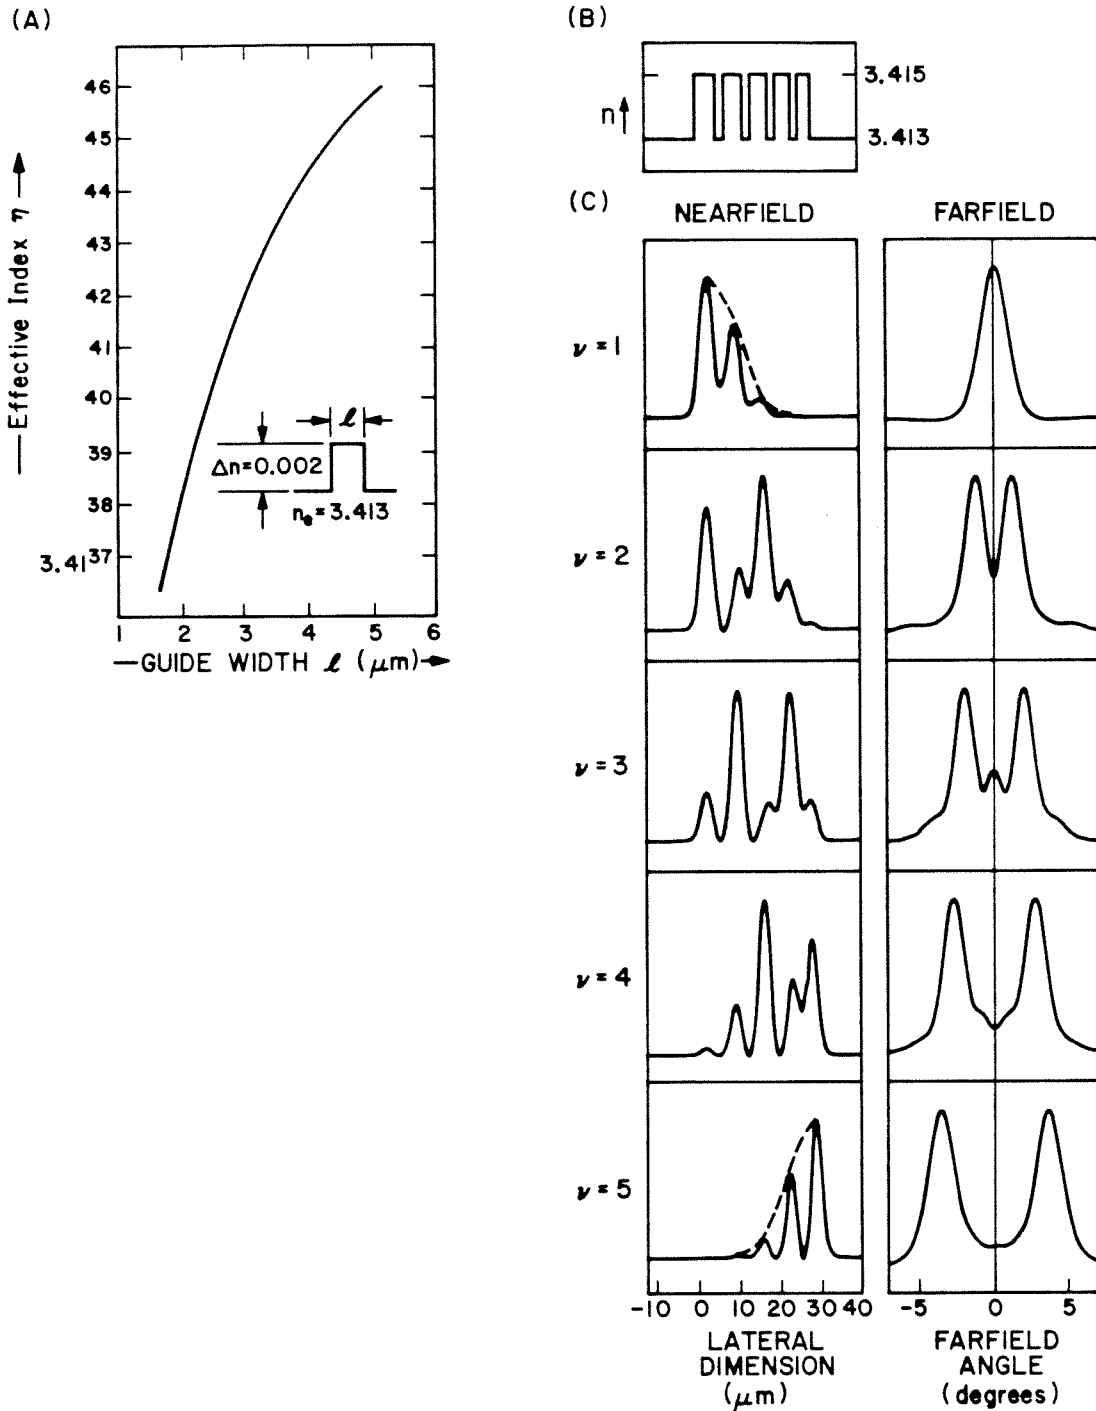 (A)
46
45
44
43
42
41
40
39
38
3.4137
Effective Index η
Δn=0.002
ℓ
nₑ=3.413
1 2 3 4 5 6
GUIDE WIDTH ℓ (μm)
(B)
n
3.415
3.413
(C)
NEARFIELD FARFIELD
ν=1
ν=2
ν=3
ν=4
ν=5
-10 0 10 20 30 40
LATERAL
DIMENSION
(μm)
-5 0 5
FARFIELD
ANGLE
(degrees)